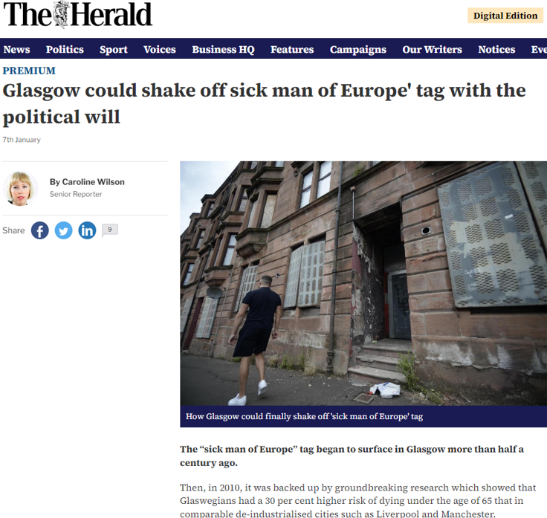 The Herald
Digital Edition
News Politics Sport Voices Business HQ Features Campaigns Our Writers Notices Eve
PREMIUM
Glasgow could shake off sick man of Europe' tag with the
political will
7th January
By Caroline Wilson
Senior Reporter
Share
9
How Glasgow could finally shake off 'sick man of Europe' tag
The “sick man of Europe” tag began to surface in Glasgow more than half a
century ago.
Then, in 2010, it was backed up by groundbreaking research which showed that
Glaswegians had a 30 per cent higher risk of dying under the age of 65 that in
comparable de-industrialised cities such as Liverpool and Manchester.